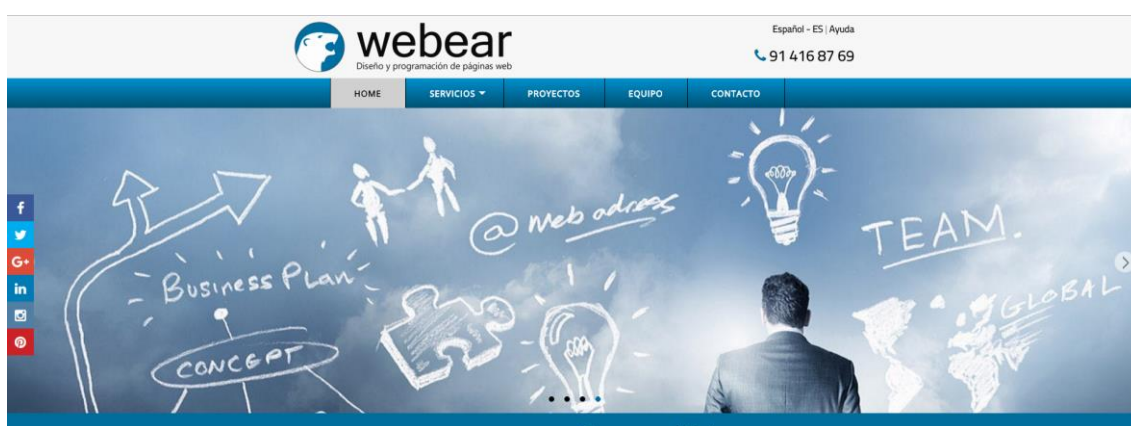 webear
Diseño y programación de páginas web
Español - ES | Ayuda
91 416 87 69
HOME
SERVICIOS
PROYECTOS
EQUIPO
CONTACTO
@ Web adress
TEAM.
Business Plan
GLOBAL
CONCEPT
f
G+
in